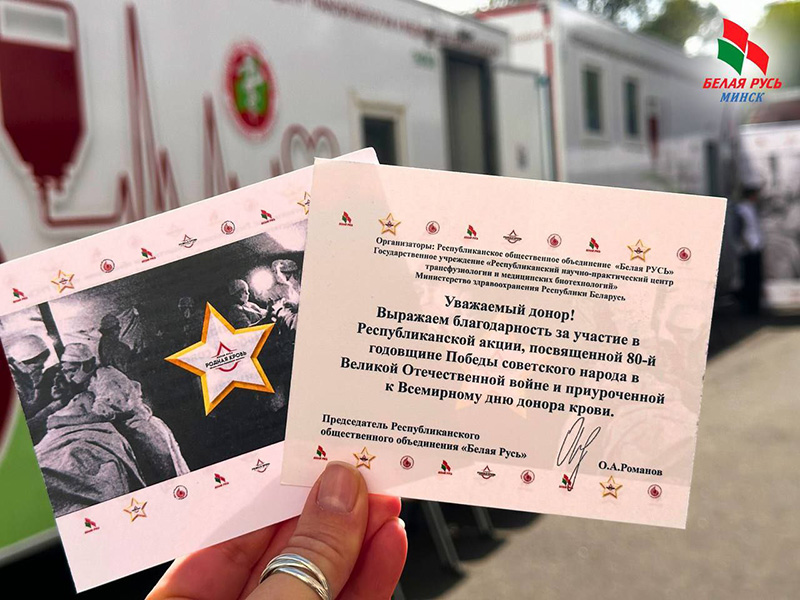 БЕЛАЯ РУСЬ
МИНСК
Организаторы: Республиканское общественное объединение «Белая РУСЬ»
Государственное учреждение «Республиканский научно-практический центр
трансфузиологии и медицинских биотехнологий»
Министерство здравоохранения Республики Беларусь
Уважаемый донор!
Выражаем благодарность за участие в
Республиканской акции, посвященной 80-й
годовщине Победы советского народа в
Великой Отечественной войне и приуроченной
к Всемирному дню донора крови.
Председатель Республиканского
общественного объединения «Белая Русь»
О.А.Романов
РОДНАЯ КРОВЬ